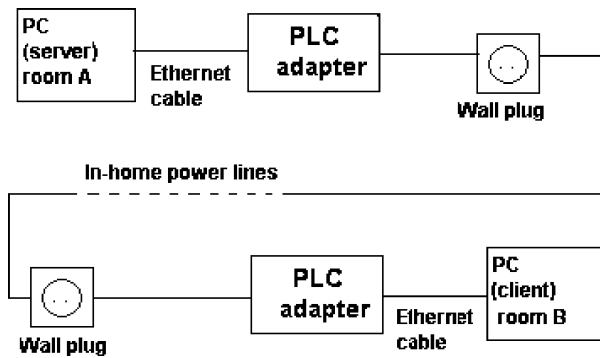 PC
(server)
room A
Ethernet
cable
PLC
adapter
Wall plug
In-home power lines
Wall plug
PLC
adapter
Ethernet
cable
PC
(client)
room B